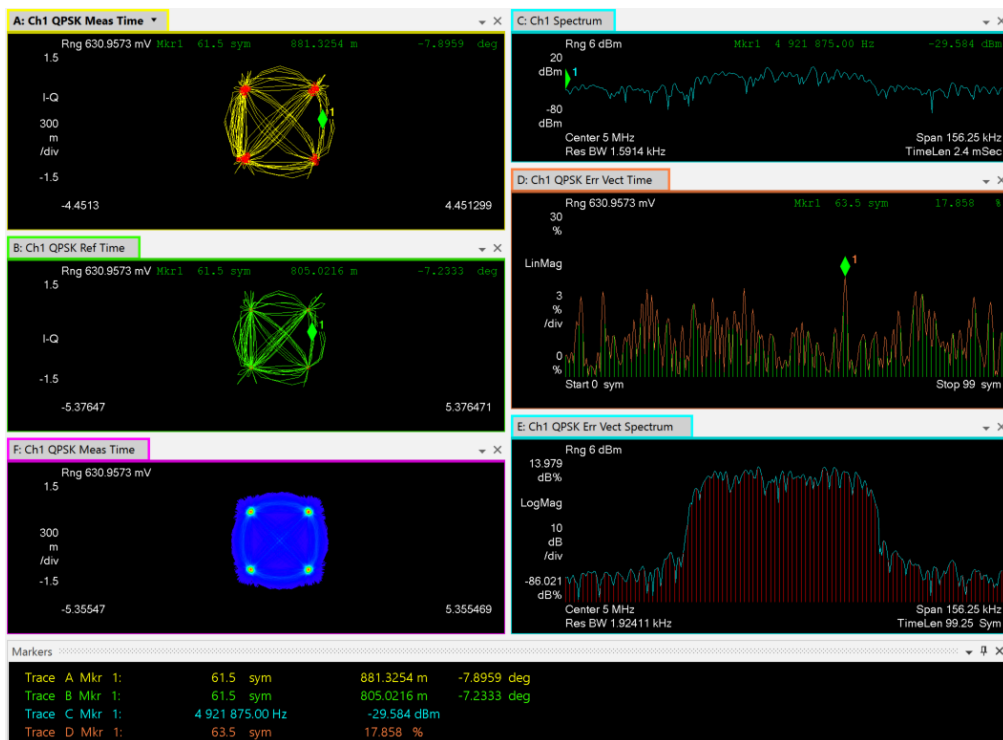 A: Ch1 QPSK Meas Time
Rng 630.9573 mV Mkr1 61.5 sym 881.3254 m -7.8959 deg
1.5
I-Q
300
m
/div
-1.5
-4.4513 4.451299
1
B: Ch1 QPSK Ref Time
Rng 630.9573 mV Mkr1 61.5 sym 805.0216 m -7.2333 deg
1.5
I-Q
-1.5
-5.37647 5.376471
1
F: Ch1 QPSK Meas Time
Rng 630.9573 mV
1.5
300
m
/div
-1.5
-5.35547 5.355469
C: Ch1 Spectrum
Rng 6 dBm Mkr1 4 921 875.00 Hz -29.584 dBm
20
dBm
1
-80
dBm
Center 5 MHz Span 156.25 kHz
Res BW 1.5914 kHz TimeLen 2.4 mSec
D: Ch1 QPSK Err Vect Time
Rng 630.9573 mV Mkr1 63.5 sym 17.858 %
30
%
LinMag
1
3
%
/div
0
%
Start 0 sym Stop 99 sym
E: Ch1 QPSK Err Vect Spectrum
Rng 6 dBm
13.979
dB%
LogMag
10
dB
/div
-86.021
dB%
Center 5 MHz Span 156.25 kHz
Res BW 1.92411 kHz TimeLen 99.25 Sym
Markers
Trace A Mkr 1: 61.5 sym 881.3254 m -7.8959 deg
Trace B Mkr 1: 61.5 sym 805.0216 m -7.2333 deg
Trace C Mkr 1: 4 921 875.00 Hz -29.584 dBm
Trace D Mkr 1: 63.5 sym 17.858 %